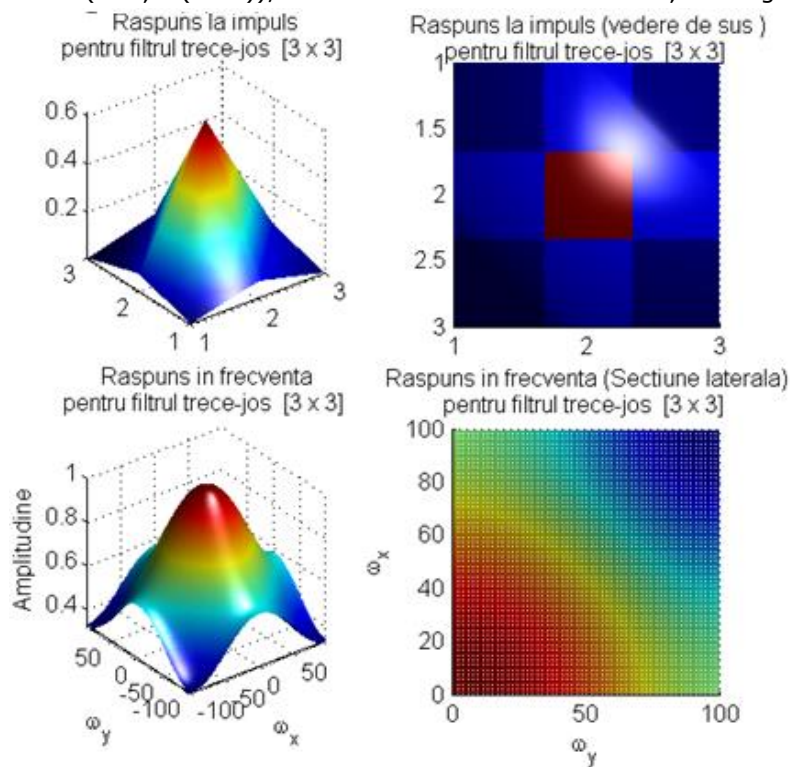 Raspuns la impuls
pentru filtrul trece-jos [3 x 3]
0.6
0.4
0.2
3
2
1
1
2
3
Raspuns la impuls (vedere de sus )
pentru filtrul trece-jos [3 x 3]
1
1.5
2
2.5
3
1
2
3
Raspuns in frecventa
pentru filtrul trece-jos [3 x 3]
1
0.8
0.6
0.4
Amplitudine
50
0
-50
-100
-100
-50
0
50
ωy
ωx
Raspuns in frecventa (Sectiune laterala)
pentru filtrul trece-jos [3 x 3]
100
80
60
40
20
0
ωx
0
50
100
ωy